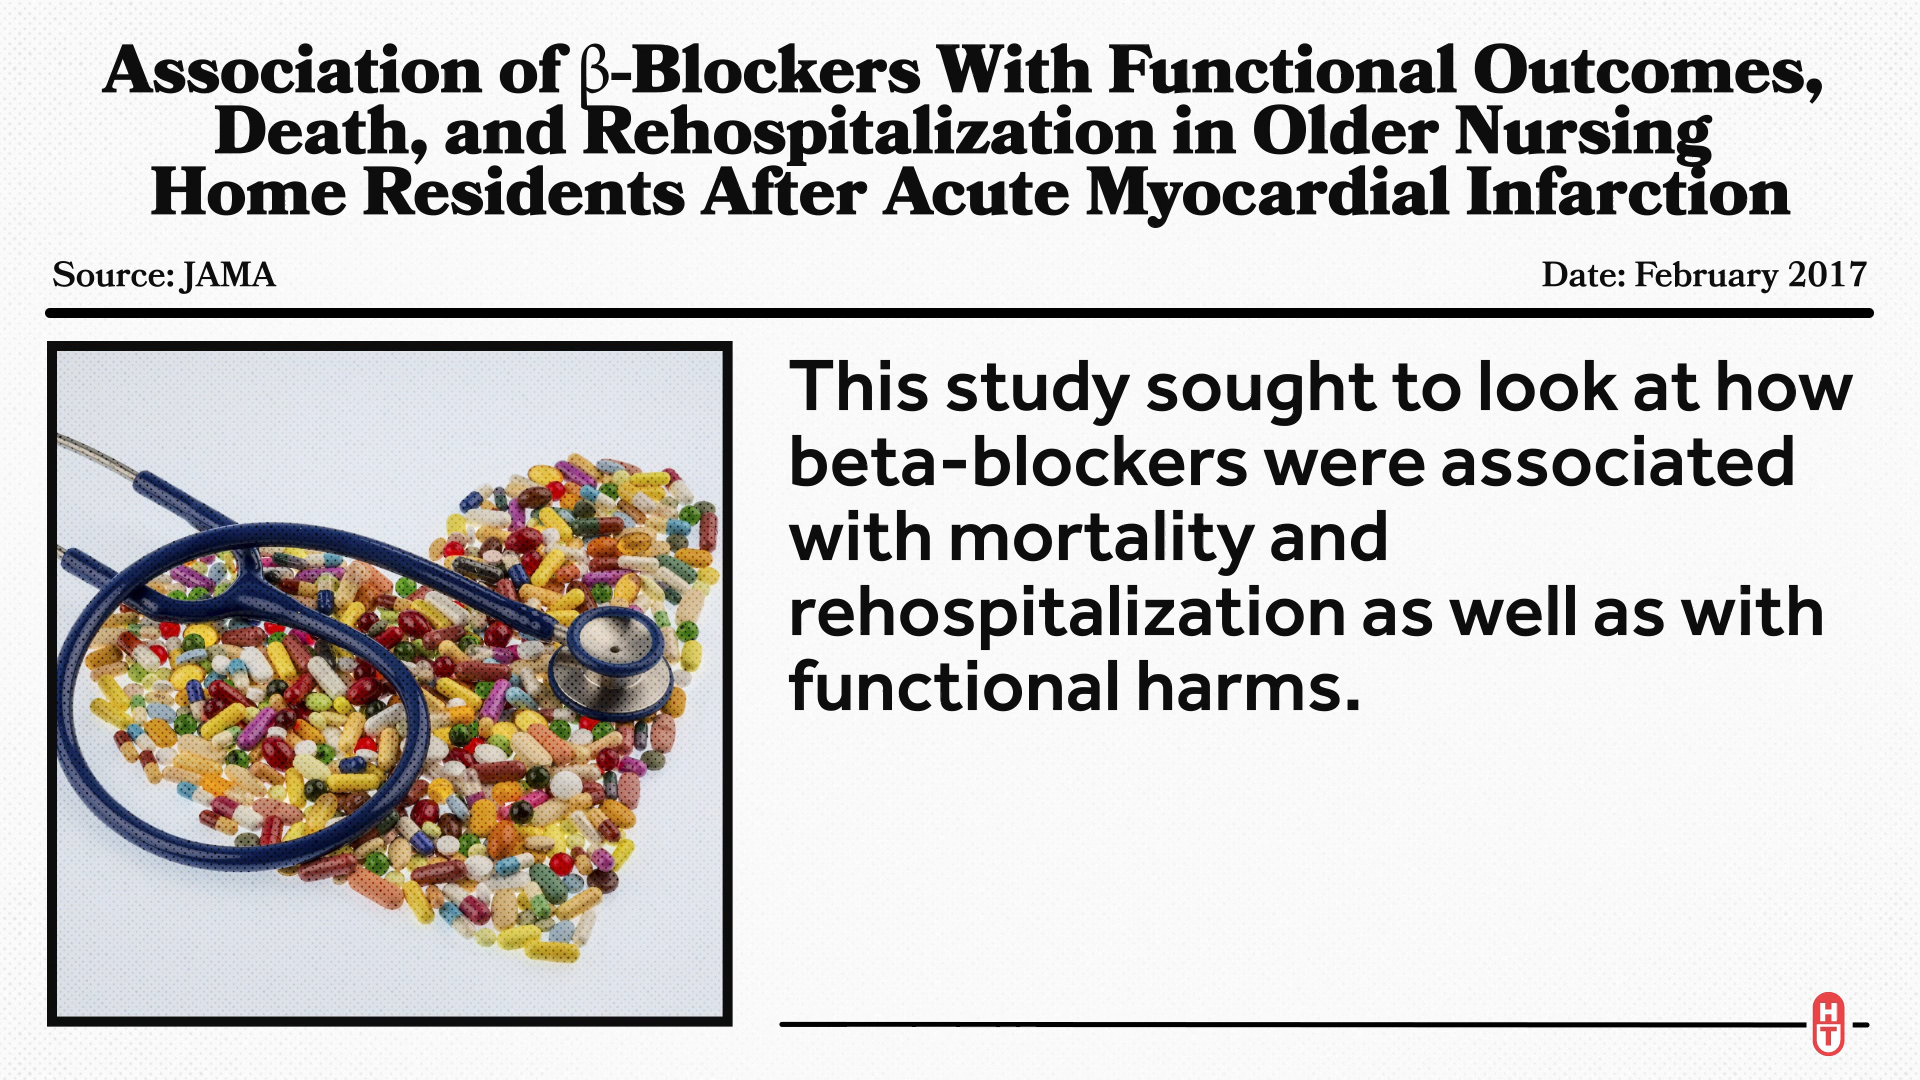 Association of β-Blockers With Functional Outcomes,
Death, and Rehospitalization in Older Nursing
Home Residents After Acute Myocardial Infarction
Source: JAMA
Date: February 2017
This study sought to look at how
beta-blockers were associated
with mortality and
rehospitalization as well as with
functional harms.
H
T